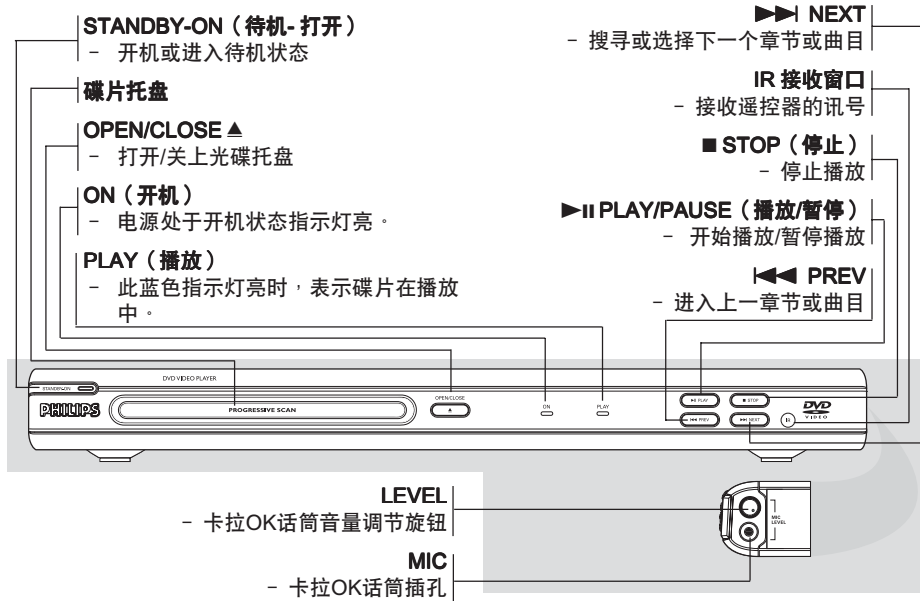 STANDBY-ON（待机- 打开）
- 开机或进入待机状态
碟片托盘
OPEN/CLOSE ▲
- 打开/关上光碟托盘
ON（开机）
- 电源处于开机状态指示灯亮。
PLAY（播放）
- 此蓝色指示灯亮时，表示碟片在播放
中。
►►| NEXT
- 搜寻或选择下一个章节或曲目
IR 接收窗口
- 接收遥控器的讯号
■ STOP（停止）
- 停止播放
►II PLAY/PAUSE（播放/暂停）
- 开始播放/暂停播放
|◄◄ PREV
- 进入上一章节或曲目
STANDBY-ON
DVD VIDEO PLAYER
PHILIPS
PROGRESSIVE SCAN
OPEN/CLOSE
▲
ON
PLAY
►II PLAY
■ STOP
|◄◄ PREV
►►| NEXT
IR
DVD
VIDEO
LEVEL
- 卡拉OK话筒音量调节旋钮
MIC
- 卡拉OK话筒插孔
MIC
LEVEL